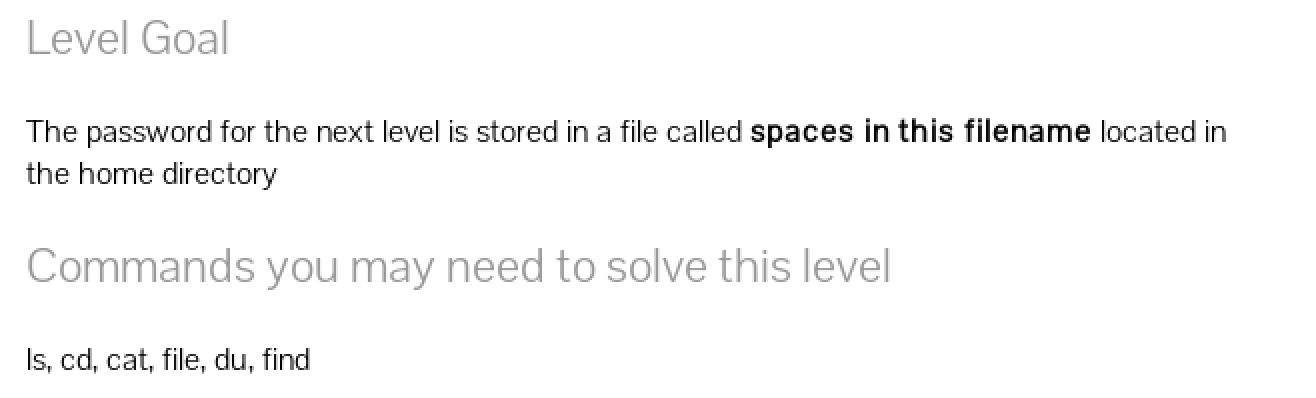 Level Goal
The password for the next level is stored in a file called spaces in this filename located in
the home directory
Commands you may need to solve this level
ls, cd, cat, file, du, find